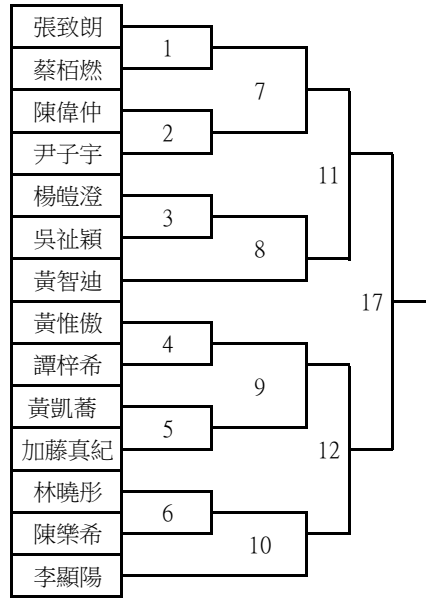 張致朗
1
蔡栢燃
7
陳偉仲
2
尹子宇
11
楊皚澄
3
吳祉穎
8
黃智迪
17
黃惟傲
4
譚梓希
9
黃凱蕎
5
加藤真紀
12
林曉彤
6
陳樂希
10
李顯陽